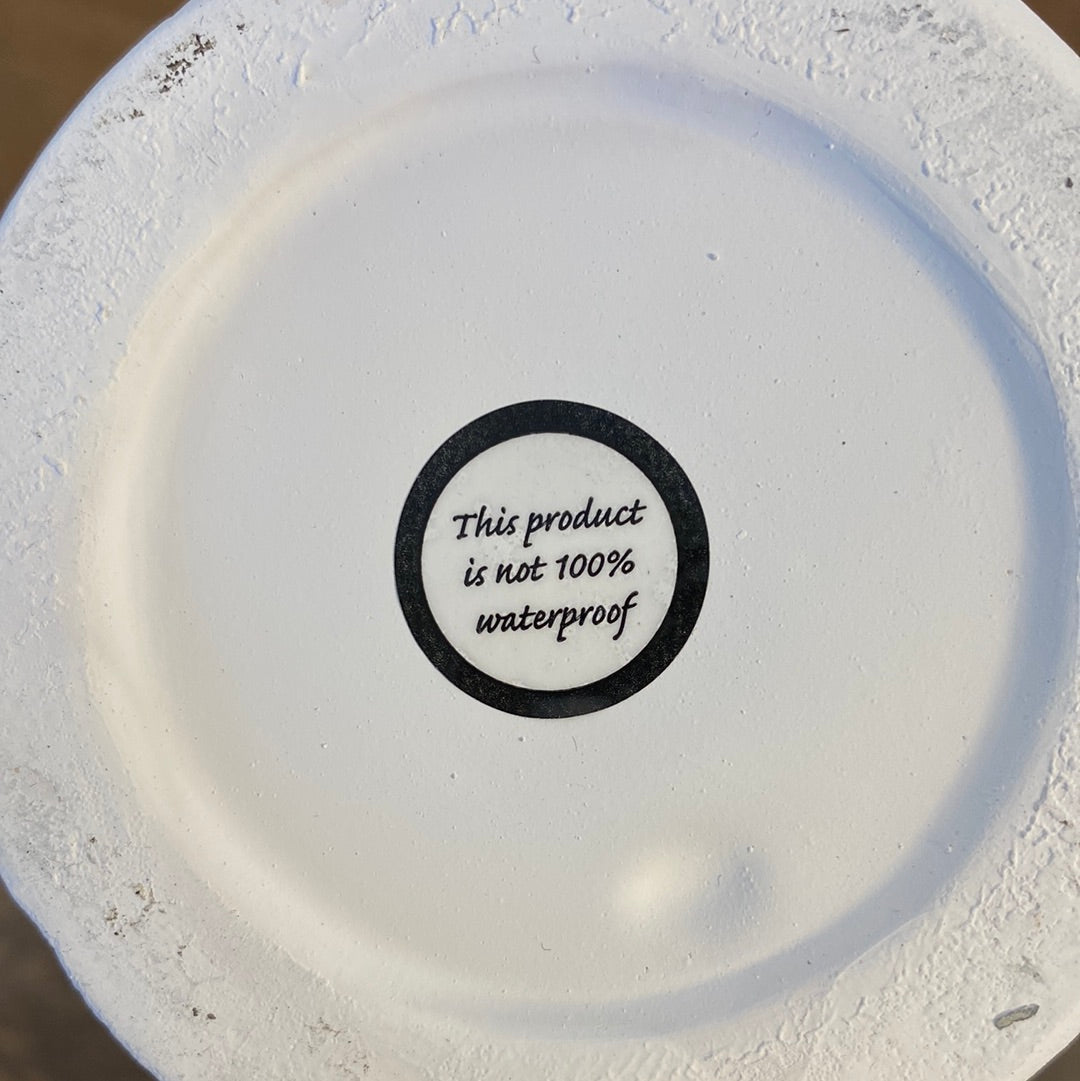 This product
is not 100%
waterproof